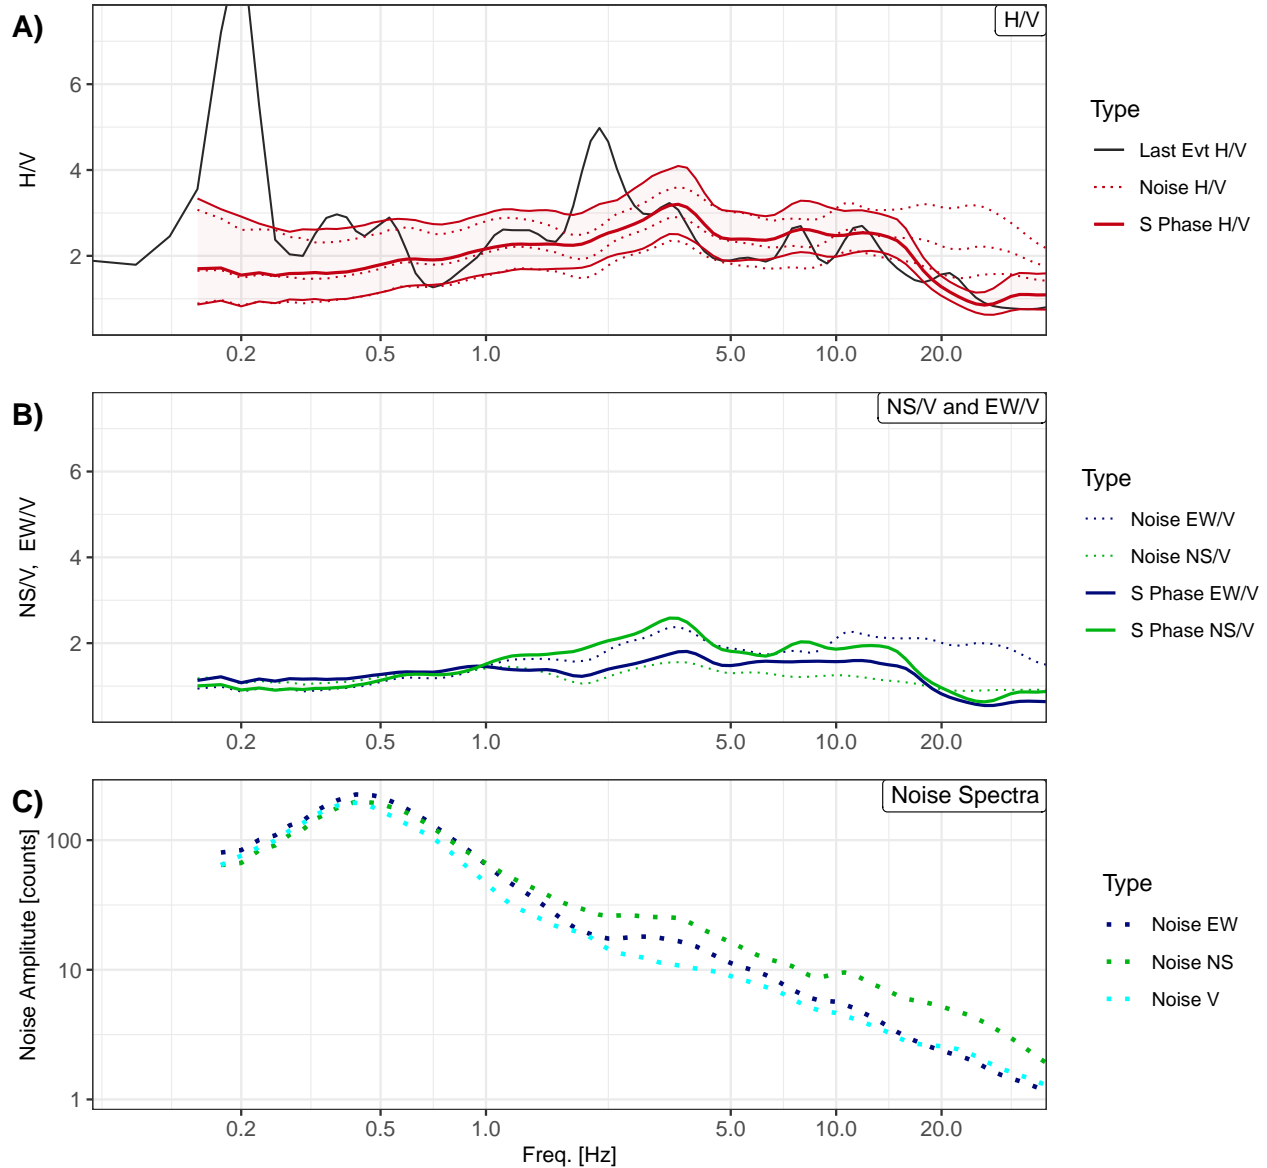 A)
H/V
6
4
2
H/V
0.2 0.5 1.0 5.0 10.0 20.0
Type
Last Evt H/V
Noise H/V
S Phase H/V
B)
NS/V and EW/V
6
4
2
NS/V, EW/V
0.2 0.5 1.0 5.0 10.0 20.0
Type
Noise EW/V
Noise NS/V
S Phase EW/V
S Phase NS/V
C)
Noise Spectra
100
10
1
Noise Amplitute [counts]
0.2 0.5 1.0 5.0 10.0 20.0
Freq. [Hz]
Type
Noise EW
Noise NS
Noise V